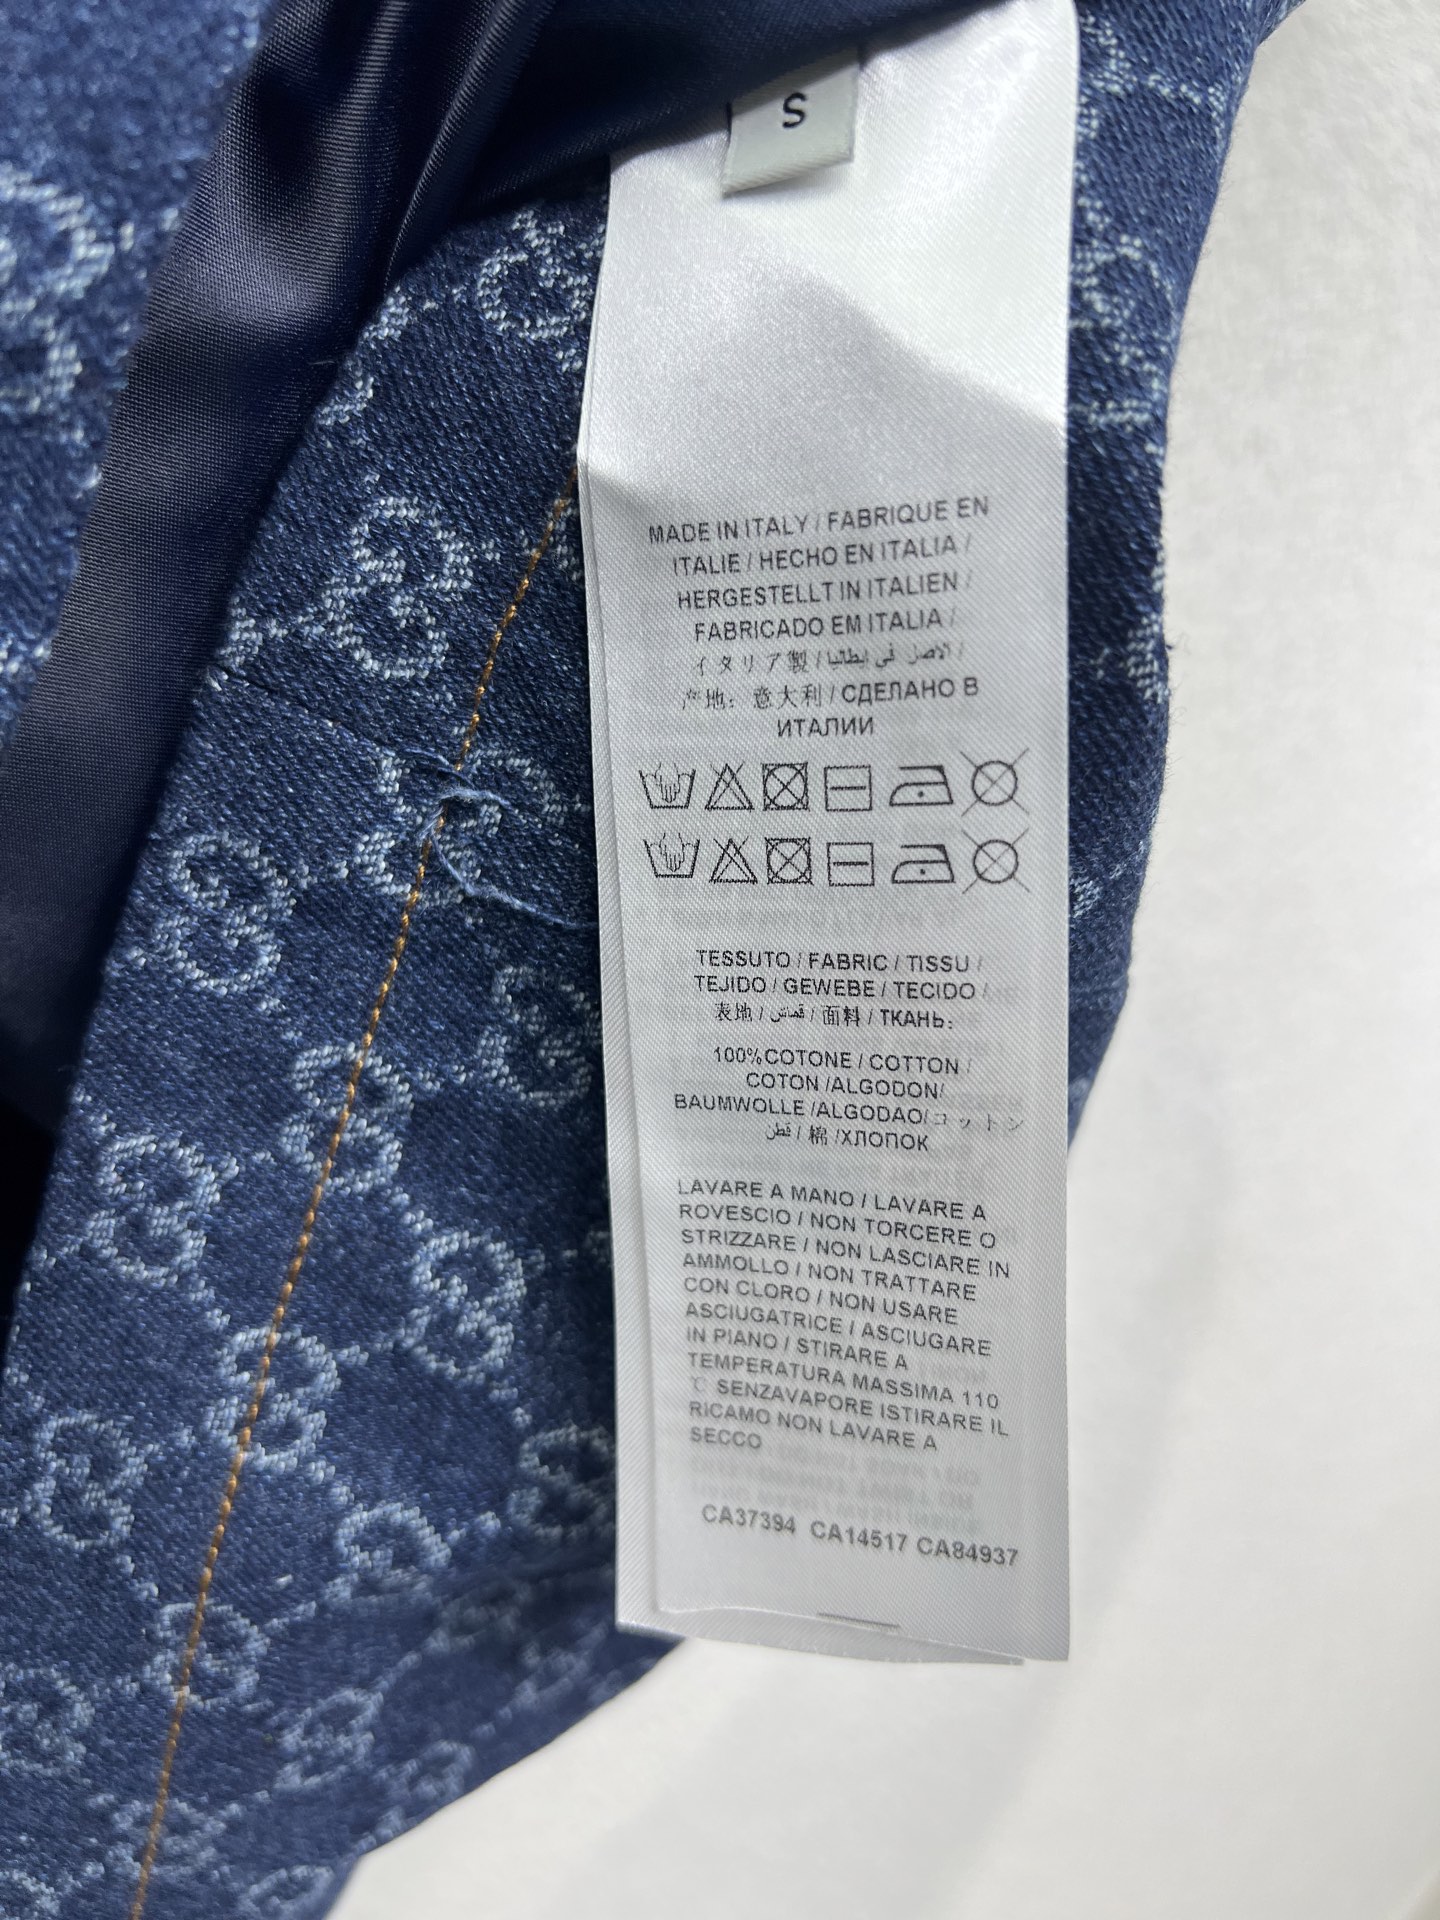 S
MADE IN ITALY / FABRIQUE EN
ITALIE / HECHO EN ITALIA /
HERGESTELLT IN ITALIEN /
FABRICADO EM ITALIA /
イタリア製 / الاصل في إيطاليا /
产地: 意大利 / СДЕЛАНО В
ИТАЛИИ
TESSUTO / FABRIC / TISSU /
TEJIDO / GEWEBE / TECIDO /
表地 / قماش / 面料 / ТКАНЬ:
100%COTONE / COTTON /
COTON /ALGODON/
BAUMWOLLE /ALGODAO/コットン
قطن / 棉 /ХЛОПОК
LAVARE A MANO / LAVARE A
ROVESCIO / NON TORCERE O
STRIZZARE / NON LASCIARE IN
AMMOLLO / NON TRATTARE
CON CLORO / NON USARE
ASCIUGATRICE / ASCIUGARE
IN PIANO / STIRARE A
TEMPERATURA MASSIMA 110
℃ SENZAVAPORE ISTIRARE IL
RICAMO NON LAVARE A
SECCO
CA37394 CA14517 CA84937